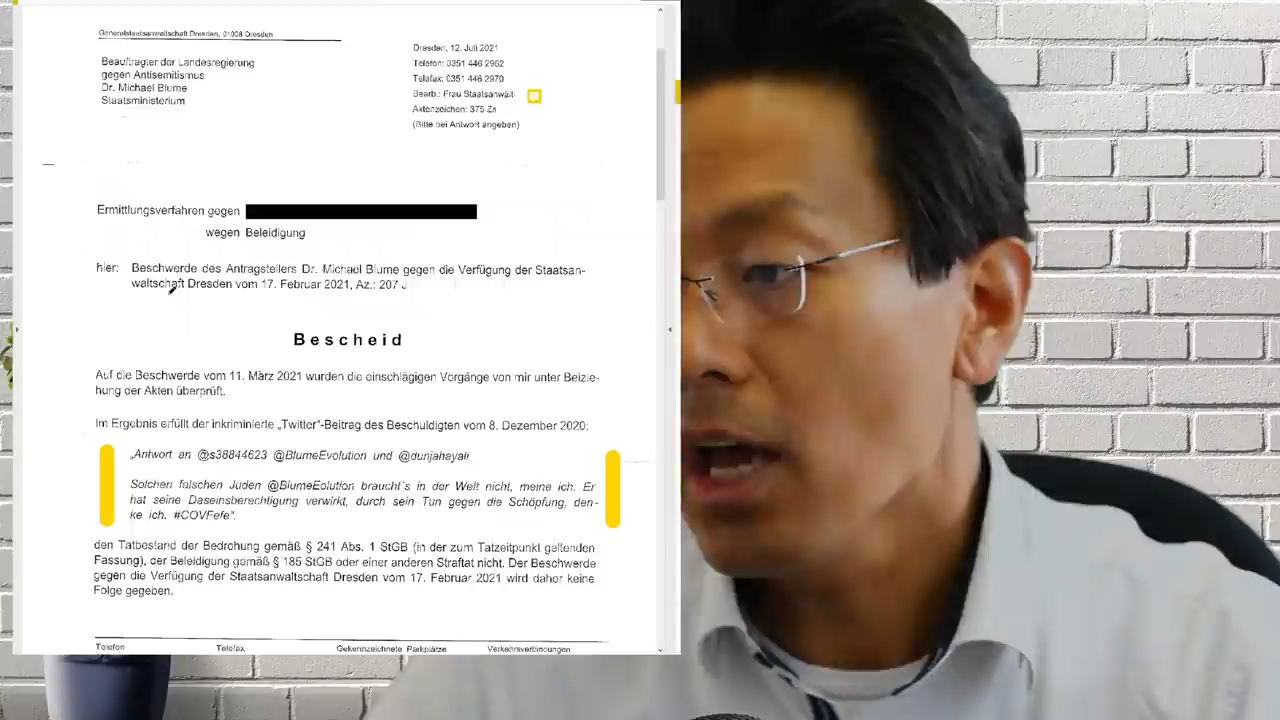 Generalstaatsanwaltschaft Dresden, 01008 Dresden
Beauftragter der Landesregierung
gegen Antisemitismus
Dr. Michael Blume
Staatsministerium
Dresden, 12. Juli 2021
Telefon: 0351 446 2962
Telefax: 0351 446 2970
Bearb.: Frau Staatsanwälti
Aktenzeichen: 375 Zs
(Bitte bei Antwort angeben)
Ermittlungsverfahren gegen
wegen Beleidigung
hier: Beschwerde des Antragstellers Dr. Michael Blume gegen die Verfügung der Staatsan-
waltschaft Dresden vom 17. Februar 2021, Az.: 207 J
Bescheid
Auf die Beschwerde vom 11. März 2021 wurden die einschlägigen Vorgänge von mir unter Beizie-
hung der Akten überprüft.
Im Ergebnis erfüllt der inkriminierte „Twitter“-Beitrag des Beschuldigten vom 8. Dezember 2020:
„Antwort an @s38844623 @BlumeEvolution und @dunjahayali
Solchen falschen Juden @BlumeEolution braucht´s in der Welt nicht, meine ich. Er
hat seine Daseinsberechtigung verwirkt, durch sein Tun gegen die Schöpfung, den-
ke ich. #COVFefe“.
den Tatbestand der Bedrohung gemäß § 241 Abs. 1 StGB (in der zum Tatzeitpunkt geltenden
Fassung), der Beleidigung gemäß § 185 StGB oder einer anderen Straftat nicht. Der Beschwerde
gegen die Verfügung der Staatsanwaltschaft Dresden vom 17. Februar 2021 wird daher keine
Folge gegeben.
Telefon Telefax Gekennzeichnete Parkplätze Verkehrsverbindungen